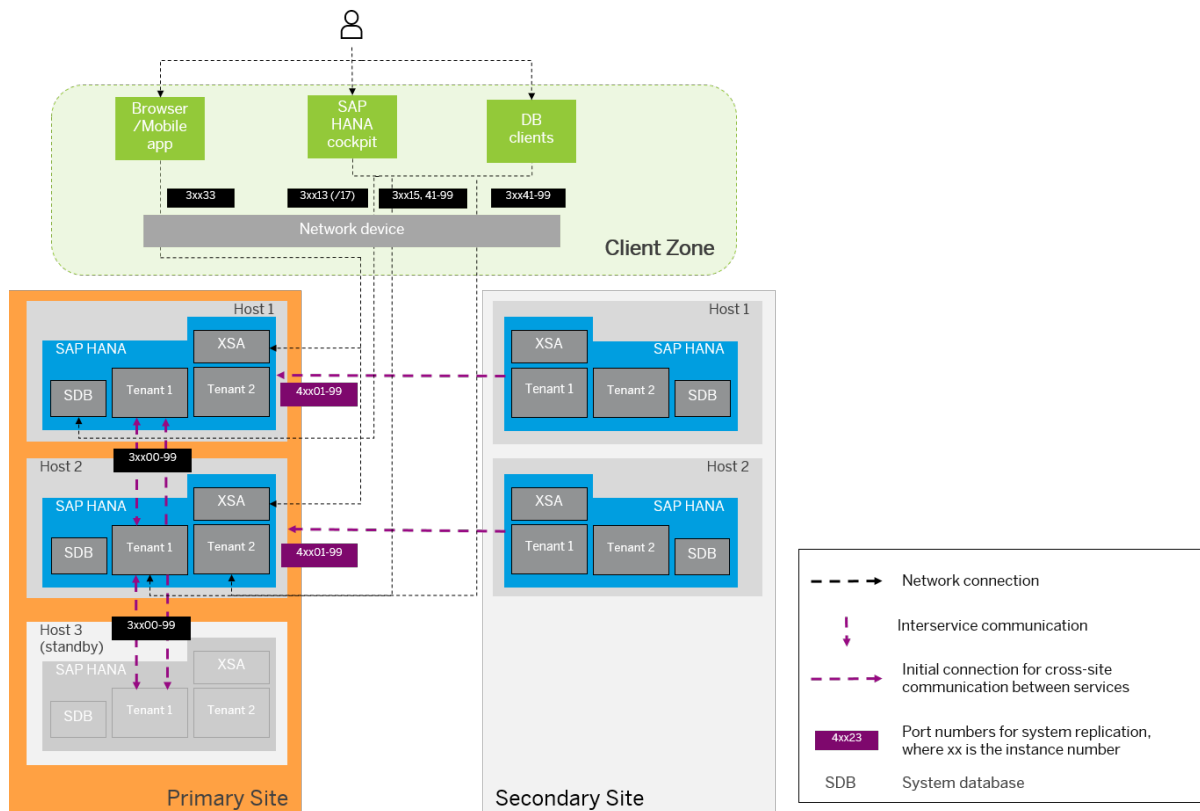 Browser
/Mobile
app
SAP
HANA
cockpit
DB
clients
3xx33
3xx13 (/17)
3xx15, 41-99
3xx41-99
Network device
Client Zone
Host 1
XSA
SAP HANA
SDB
Tenant 1
Tenant 2
4xx01-99
3xx00-99
Host 2
XSA
SAP HANA
SDB
Tenant 1
Tenant 2
4xx01-99
3xx00-99
Host 3
(standby)
XSA
SAP HANA
SDB
Tenant 1
Tenant 2
Primary Site
Host 1
XSA
SAP HANA
Tenant 1
Tenant 2
SDB
Host 2
XSA
SAP HANA
Tenant 1
Tenant 2
SDB
Secondary Site
Network connection
Interservice communication
Initial connection for cross-site
communication between services
4xx23
Port numbers for system replication,
where xx is the instance number
SDB
System database